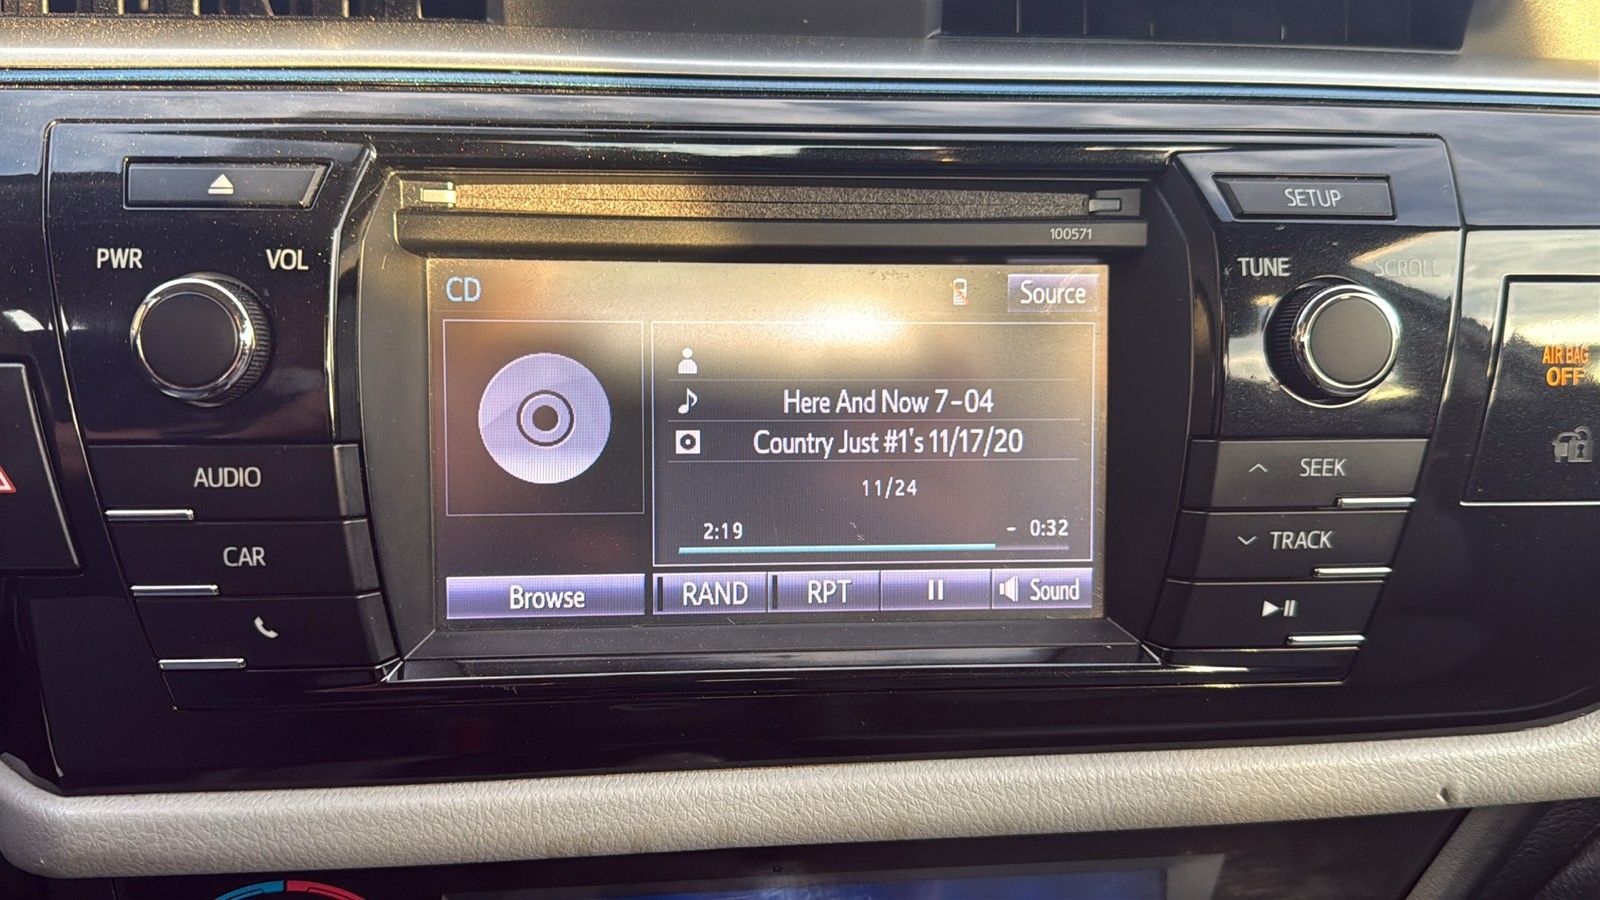 SETUP
100571
PWR
VOL
TUNE
SCROLL
CD
Source
AIR BAG
OFF
Here And Now 7-04
Country Just #1's 11/17/20
11/24
2:19
- 0:32
AUDIO
SEEK
CAR
TRACK
Browse
RAND
RPT
Sound